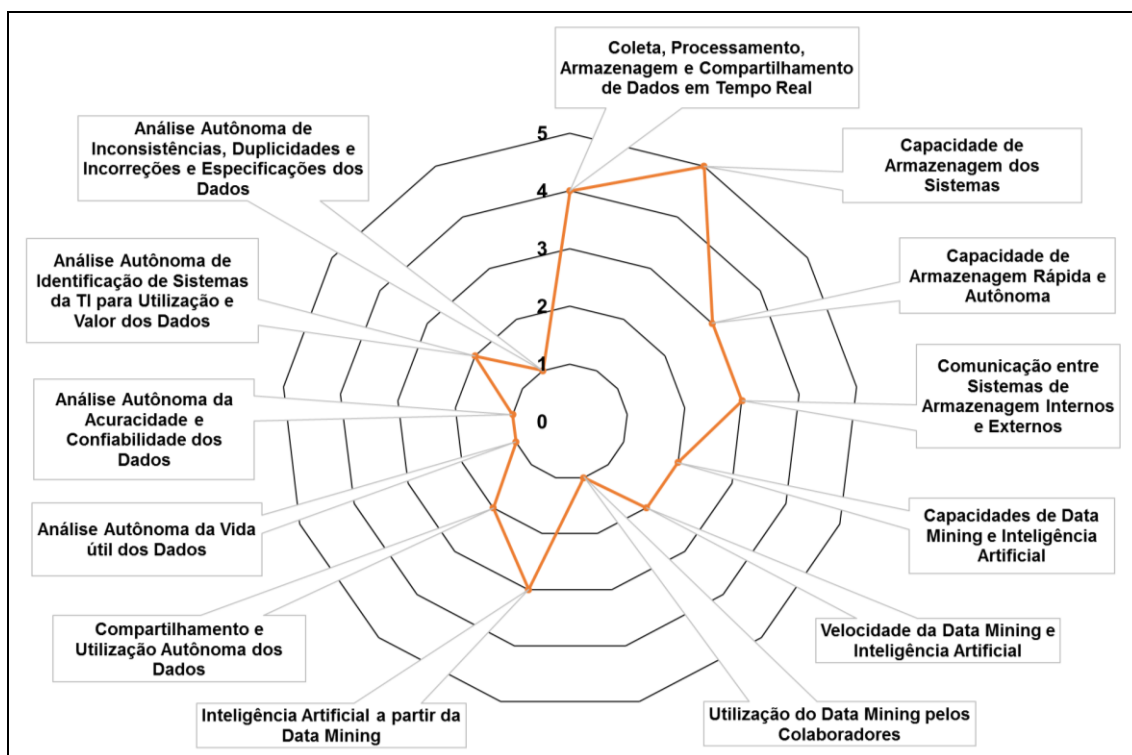 Coleta, Processamento,
Armazenagem e Compartilhamento
de Dados em Tempo Real
Capacidade de
Armazenagem dos
Sistemas
Capacidade de
Armazenagem Rápida e
Autônoma
Comunicação entre
Sistemas de
Armazenagem Internos
e Externos
Capacidades de Data
Mining e Inteligência
Artificial
Velocidade da Data Mining e
Inteligência Artificial
Utilização do Data Mining pelos
Colaboradores
Inteligência Artificial a partir da
Data Mining
Compartilhamento e
Utilização Autônoma dos
Dados
Análise Autônoma da Vida
útil dos Dados
Análise Autônoma da
Acuracidade e
Confiabilidade dos
Dados
Análise Autônoma de
Identificação de Sistemas
da TI para Utilização e
Valor dos Dados
Análise Autônoma de
Inconsistências, Duplicidades e
Incorreções e Especificações dos
Dados
5
4
3
2
1
0